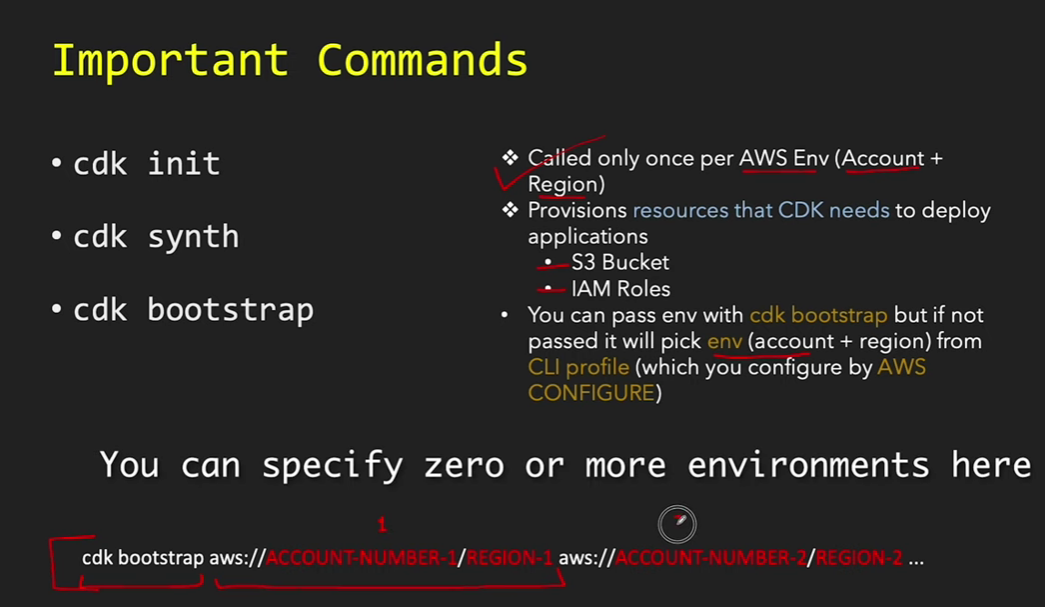 Important Commands
• cdk init
• cdk synth
• cdk bootstrap
❖ Called only once per AWS Env (Account +
Region)
❖ Provisions resources that CDK needs to deploy
applications
• S3 Bucket
• IAM Roles
• You can pass env with cdk bootstrap but if not
passed it will pick env (account + region) from
CLI profile (which you configure by AWS
CONFIGURE)
You can specify zero or more environments here
1
cdk bootstrap aws://ACCOUNT-NUMBER-1/REGION-1 aws://ACCOUNT-NUMBER-2/REGION-2 ...